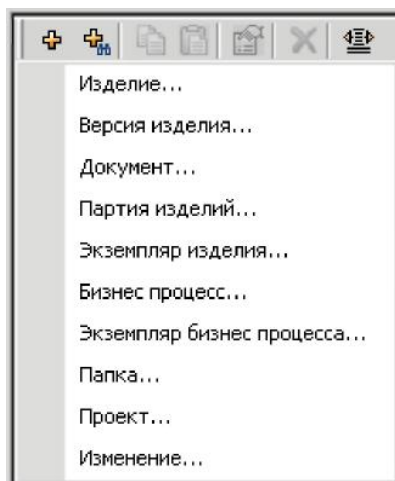 Изделие...
Версия изделия...
Документ...
Партия изделий...
Экземпляр изделия...
Бизнес процесс...
Экземпляр бизнес процесса...
Папка...
Проект...
Изменение...